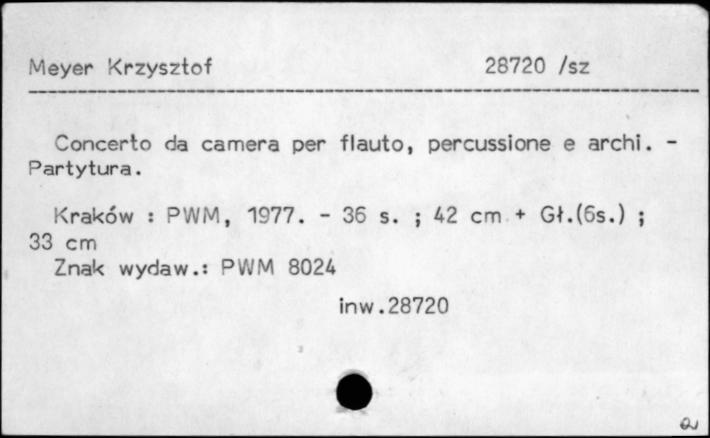 Meyer Krzysztof 28720 /sz
Concerto da camera per flauto, percussione e archi. -
Partytura.
Kraków : PWM, 1977. - 36 s. ; 42 cm + Gł.(6s.) ;
33 cm
Znak wydaw.: PWM 8024
inw.28720